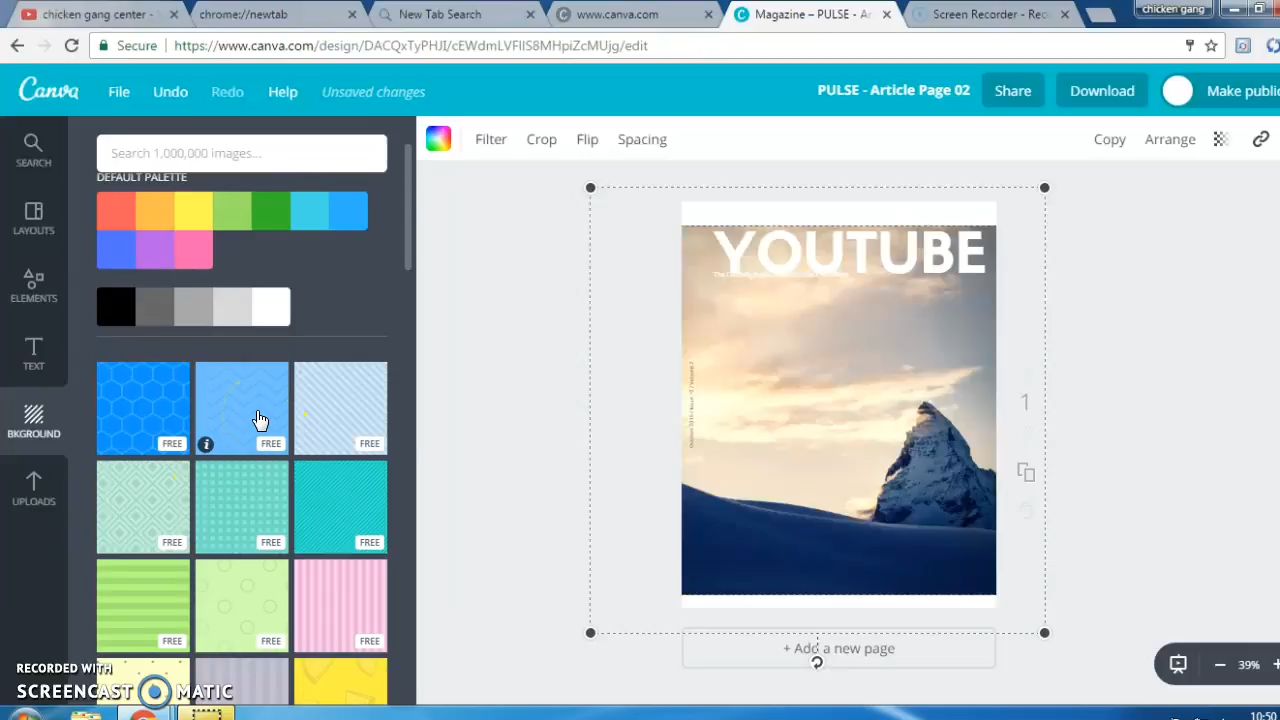 chicken gang center -
chrome://newtab
New Tab Search
www.canva.com
Magazine – PULSE - Ar
Screen Recorder - Rec
chicken gang
Secure
https://www.canva.com/design/DACQxTyPHJI/cEWdmLVFIlS8MHpiZcMUjg/edit
Canva
File
Undo
Redo
Help
Unsaved changes
PULSE - Article Page 02
Share
Download
Make public
SEARCH
LAYOUTS
ELEMENTS
TEXT
BKGROUND
UPLOADS
Search 1,000,000 images...
DEFAULT PALETTE
FREE
i
FREE
FREE
FREE
FREE
FREE
FREE
FREE
FREE
Filter
Crop
Flip
Spacing
Copy
Arrange
YOUTUBE
1
+ Add a new page
39%
RECORDED WITH
SCREENCAST MATIC
10:50